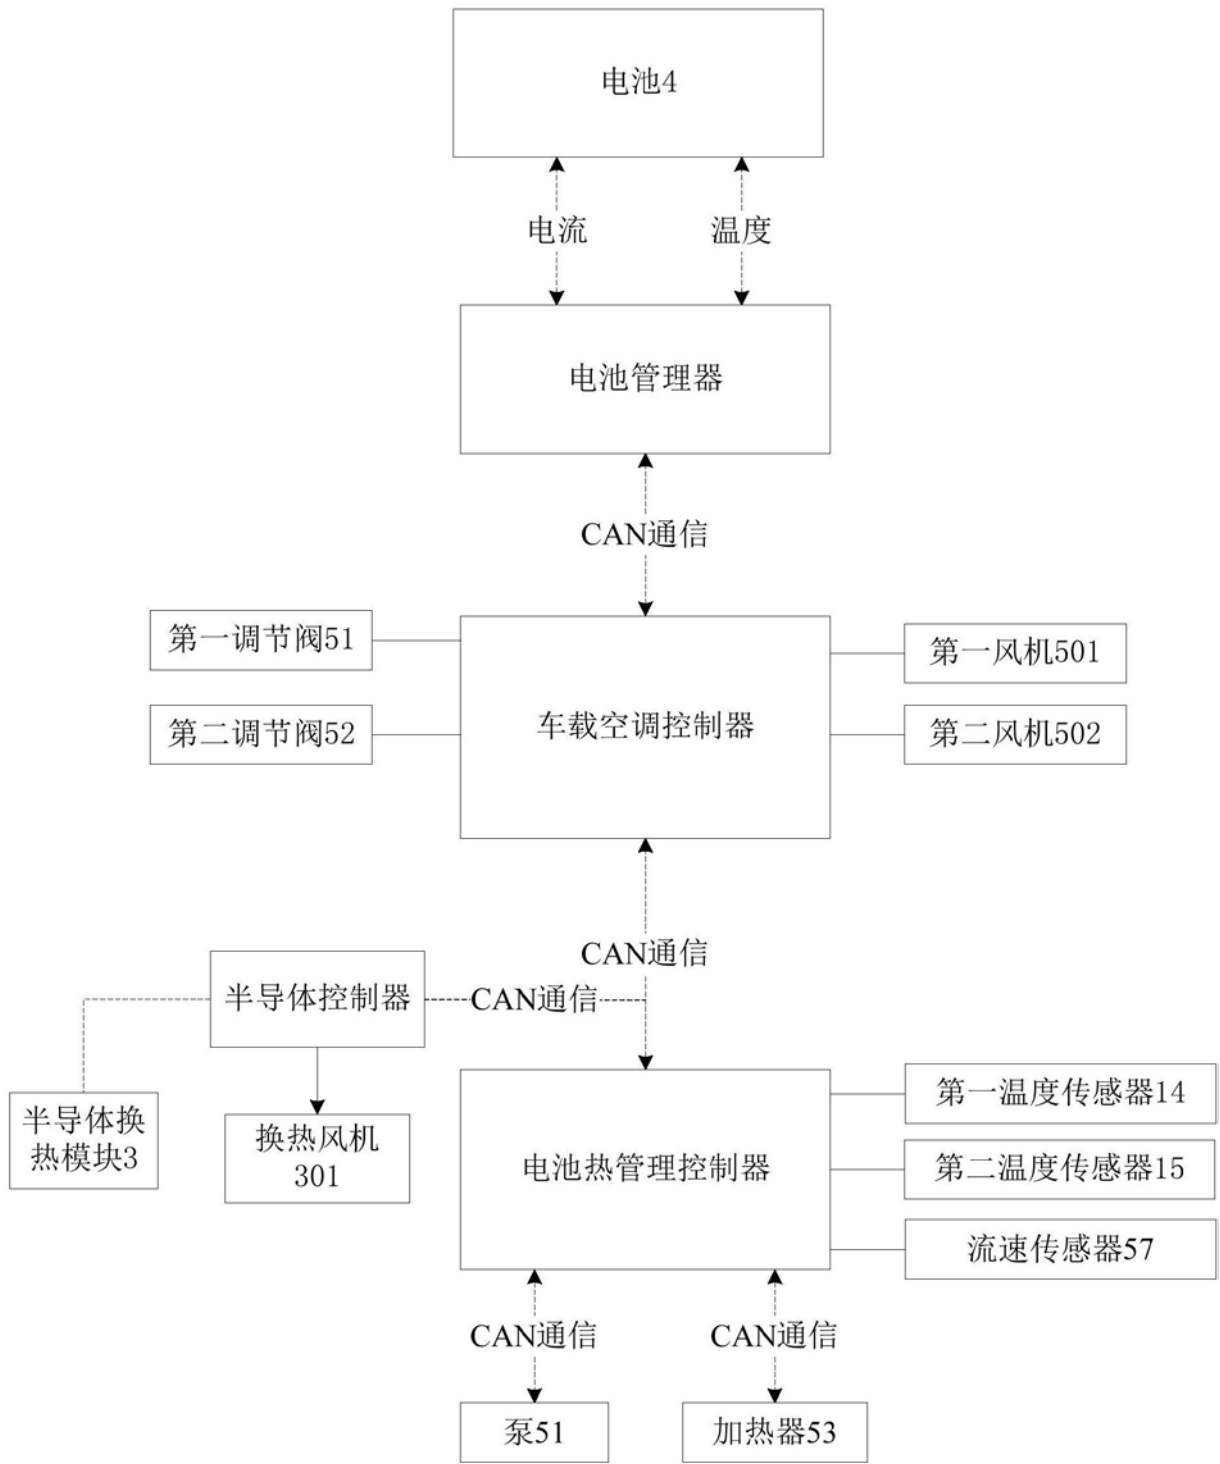 电池4
电流
温度
电池管理器
CAN通信
第一调节阀51
第一风机501
第二调节阀52
车载空调控制器
第二风机502
CAN通信
半导体控制器
CAN通信
半导体换
热模块3
换热风机
301
第一温度传感器14
电池热管理控制器
第二温度传感器15
流速传感器57
CAN通信
CAN通信
泵51
加热器53